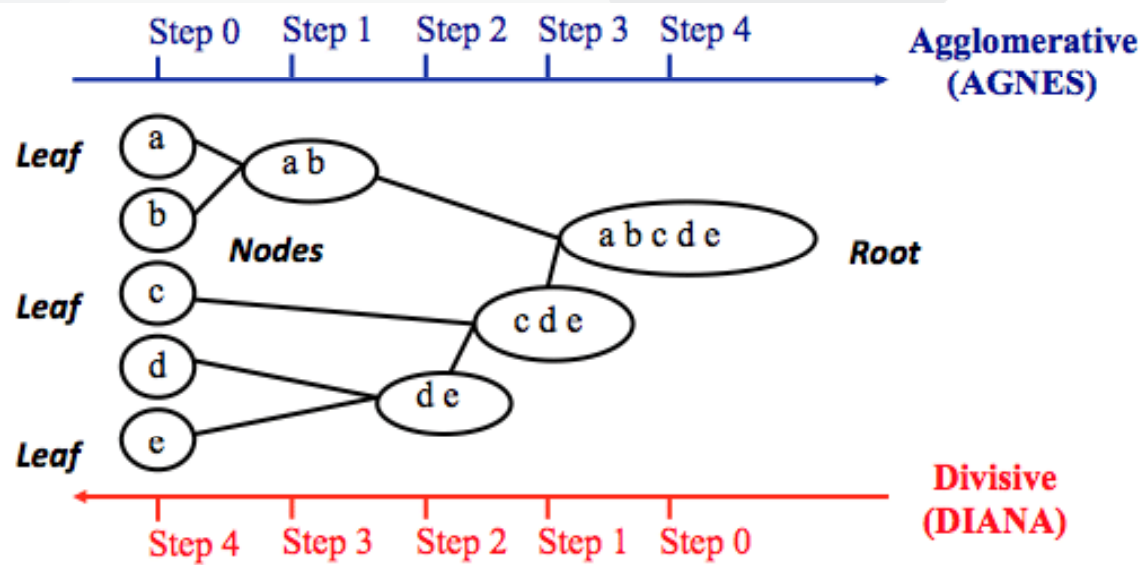 Step 0 Step 1 Step 2 Step 3 Step 4
Agglomerative
(AGNES)
Leaf
a
a b
b
a b c d e
Nodes
Root
Leaf
c
c d e
d
d e
e
Leaf
Divisive
(DIANA)
Step 4 Step 3 Step 2 Step 1 Step 0